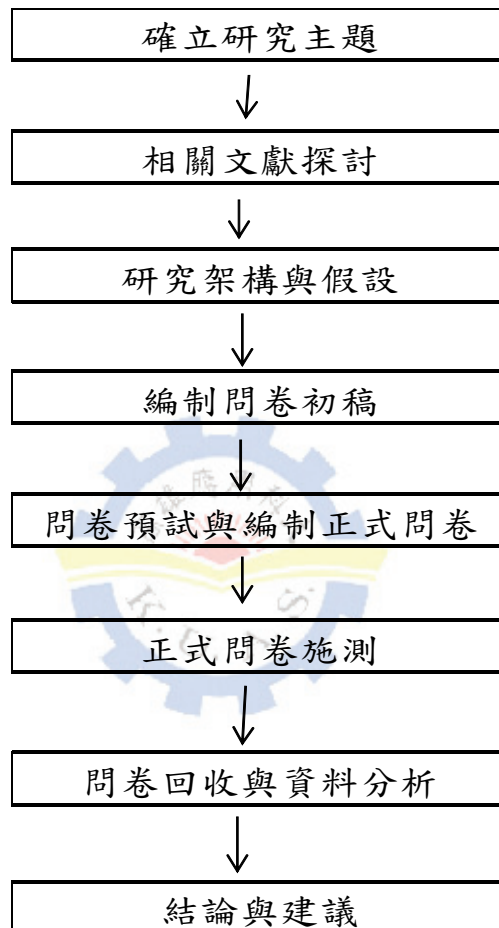 確立研究主題
相關文獻探討
研究架構與假設
編制問卷初稿
問卷預試與編制正式問卷
正式問卷施測
問卷回收與資料分析
結論與建議